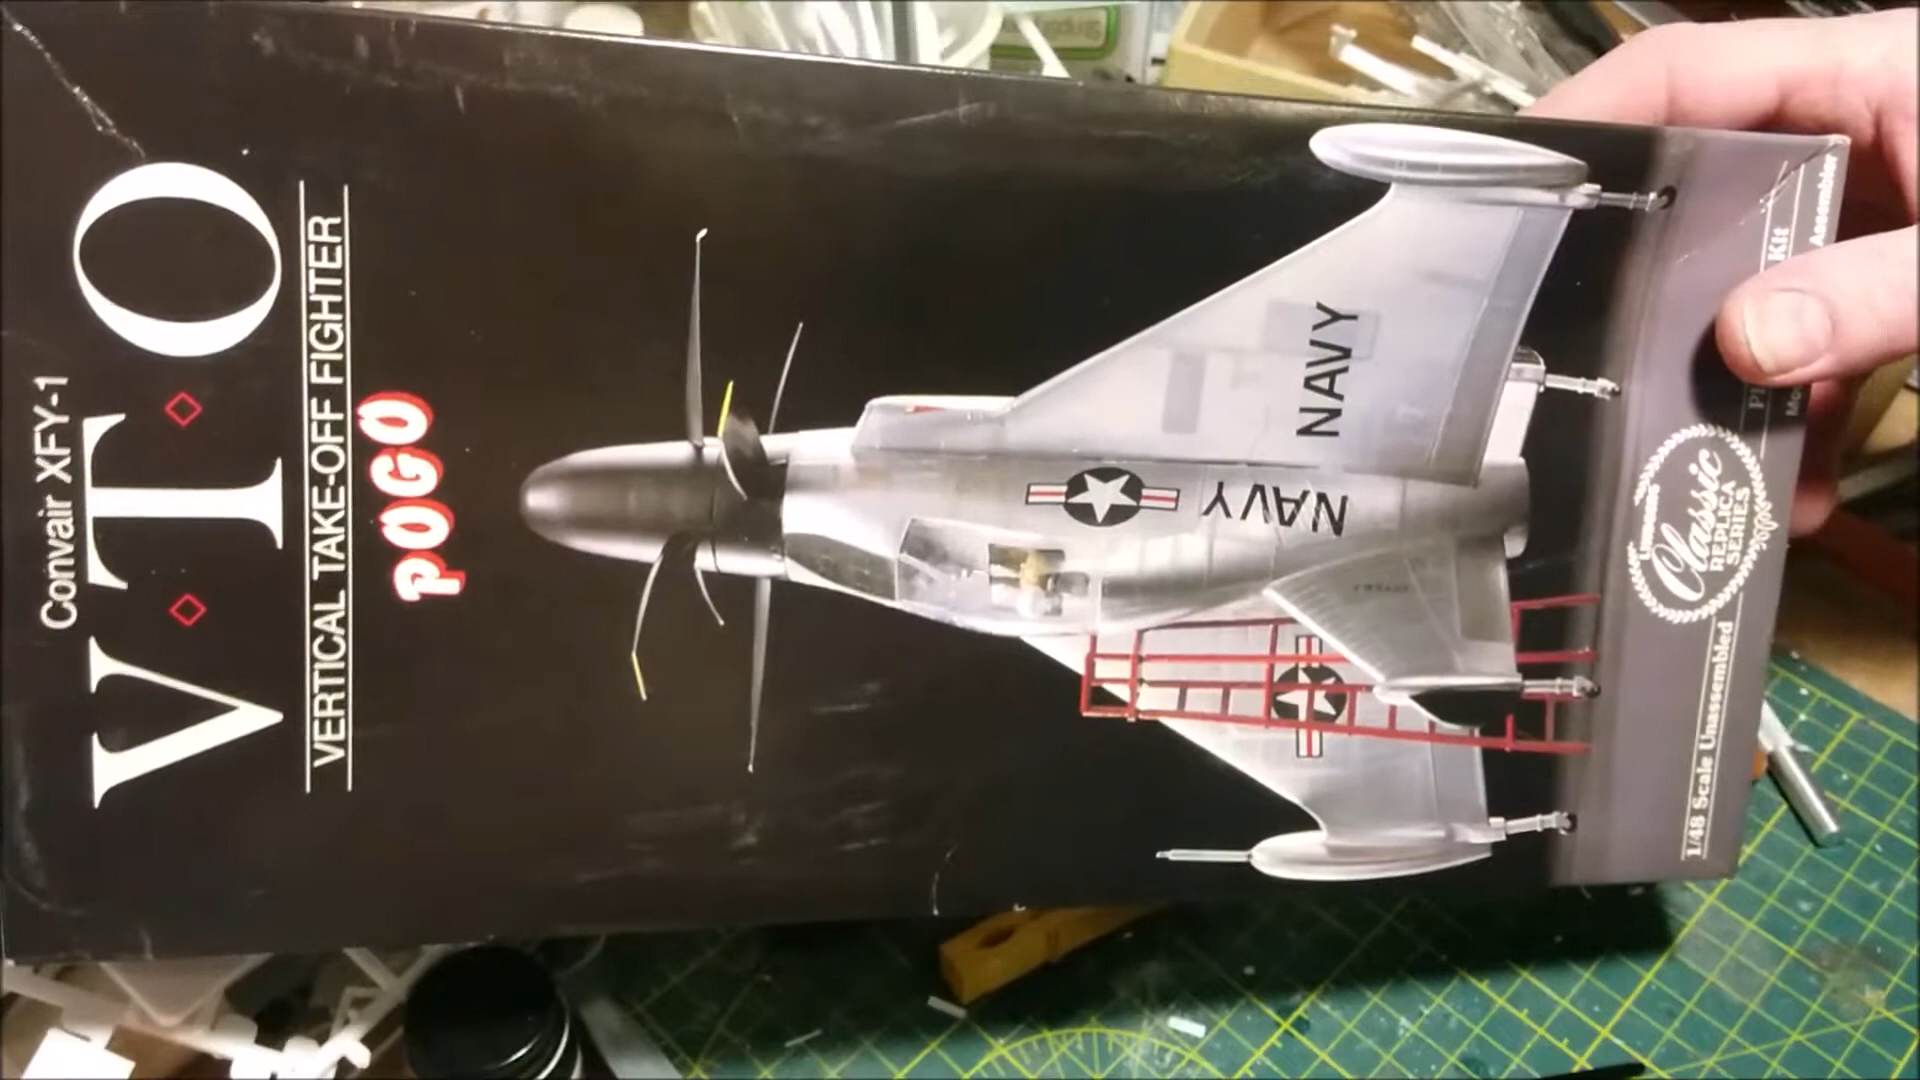 Convair XFY-1
V T O
VERTICAL TAKE-OFF FIGHTER
POGO
NAVY
NAVY
Lindberg
Classic
REPLICA
SERIES
1/48 Scale Unassembled
Kit
Assembler